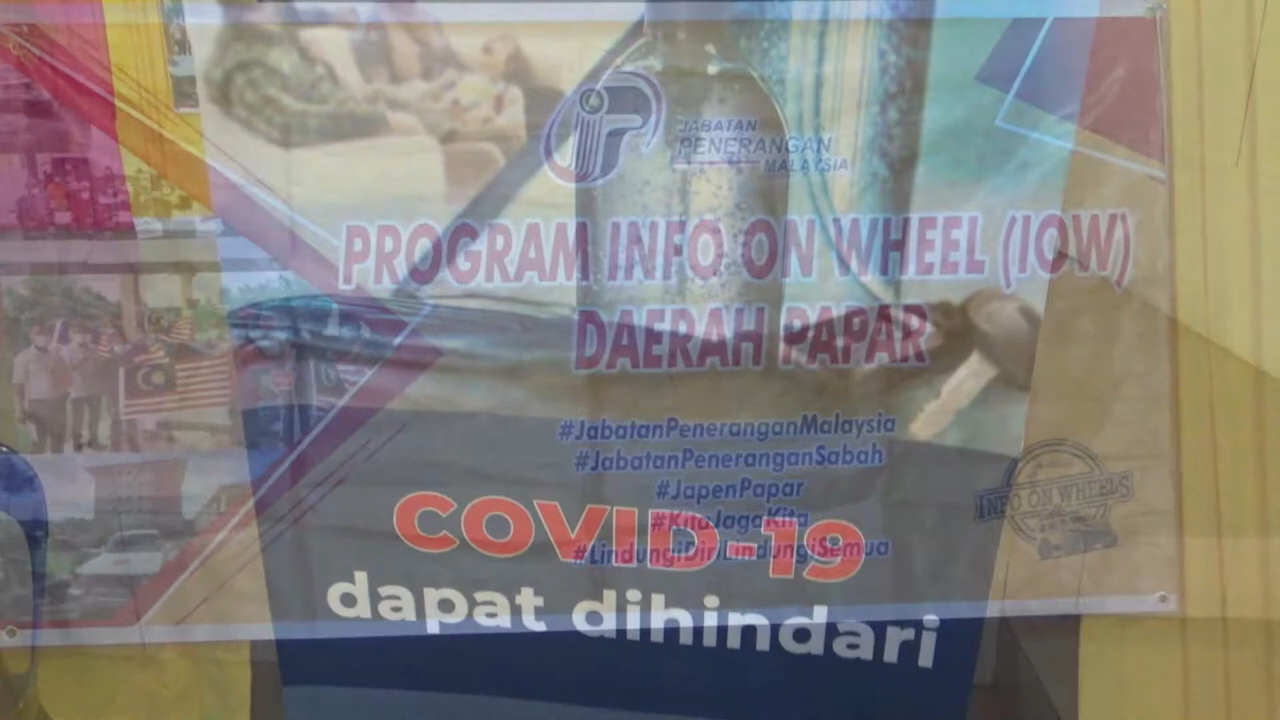 JABATAN
PENERANGAN
MALAYSIA
PROGRAM INFO ON WHEEL (IOW)
DAERAH PAPAR
#JabatanPeneranganMalaysia
#JabatanPeneranganSabah
#JapenPapar
#KitaJagaKita
#LindungiDiriLindungiSemua
INFO ON WHEELS
COVID-19
dapat dihindari